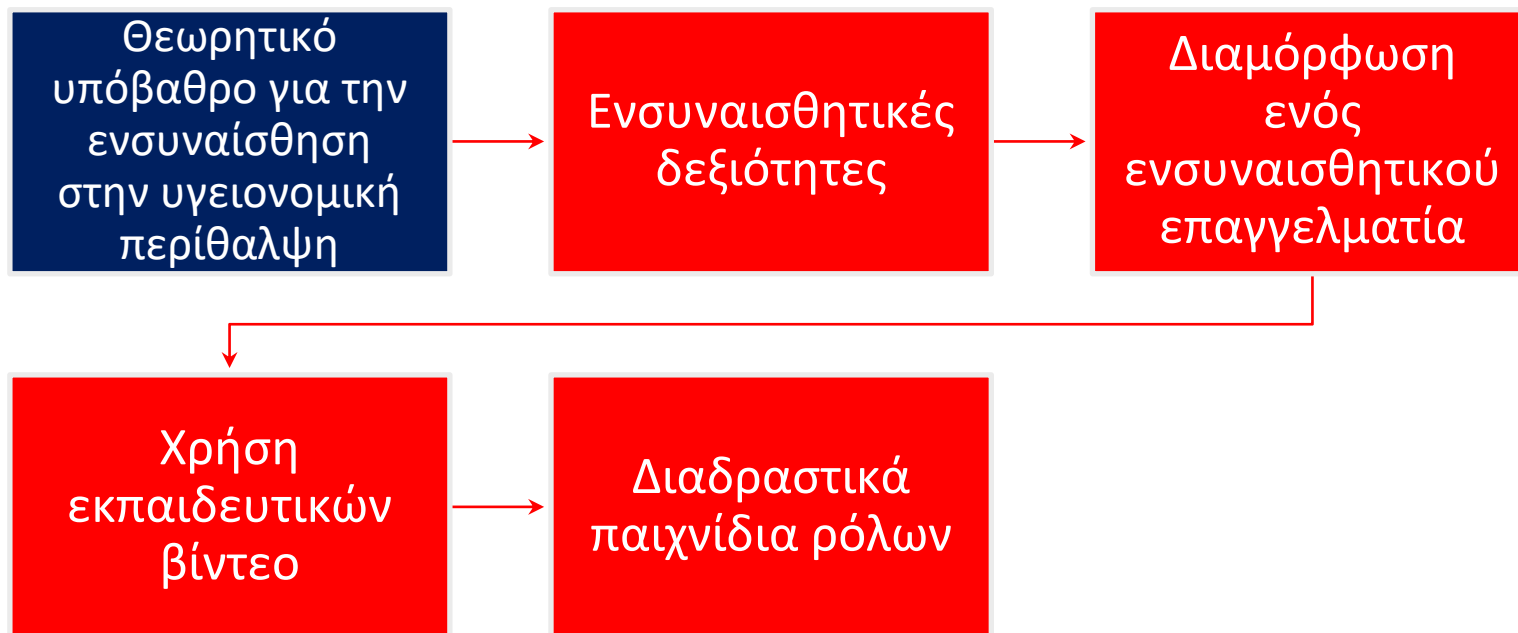 Θεωρητικό
υπόβαθρο για την
ενσυναίσθηση
στην υγειονομική
περίθαλψη
Ενσυναισθητικές
δεξιότητες
Διαμόρφωση
ενός
ενσυναισθητικού
επαγγελματία
Χρήση
εκπαιδευτικών
βίντεο
Διαδραστικά
παιχνίδια ρόλων